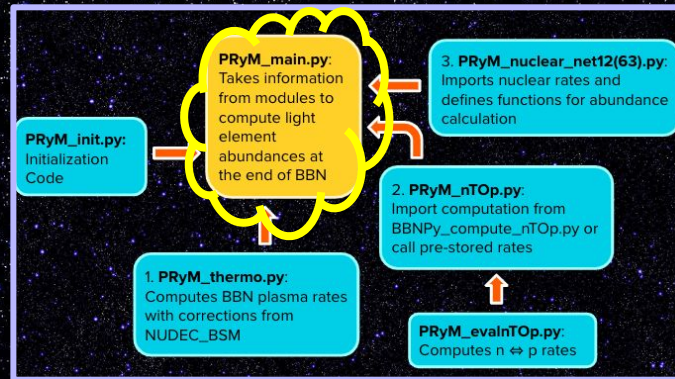 PRyM_main.py:
Takes information
from modules to
compute light
element
abundances at
the end of BBN
3. PRyM_nuclear_net12(63).py:
Imports nuclear rates and
defines functions for abundance
calculation
PRyM_init.py:
Initialization
Code
2. PRyM_nTOp.py:
Import computation from
BBNPy_compute_nTOp.py or
call pre-stored rates
1. PRyM_thermo.py:
Computes BBN plasma rates
with corrections from
NUDEC_BSM
PRyM_evalnTOp.py:
Computes n ⇔ p rates